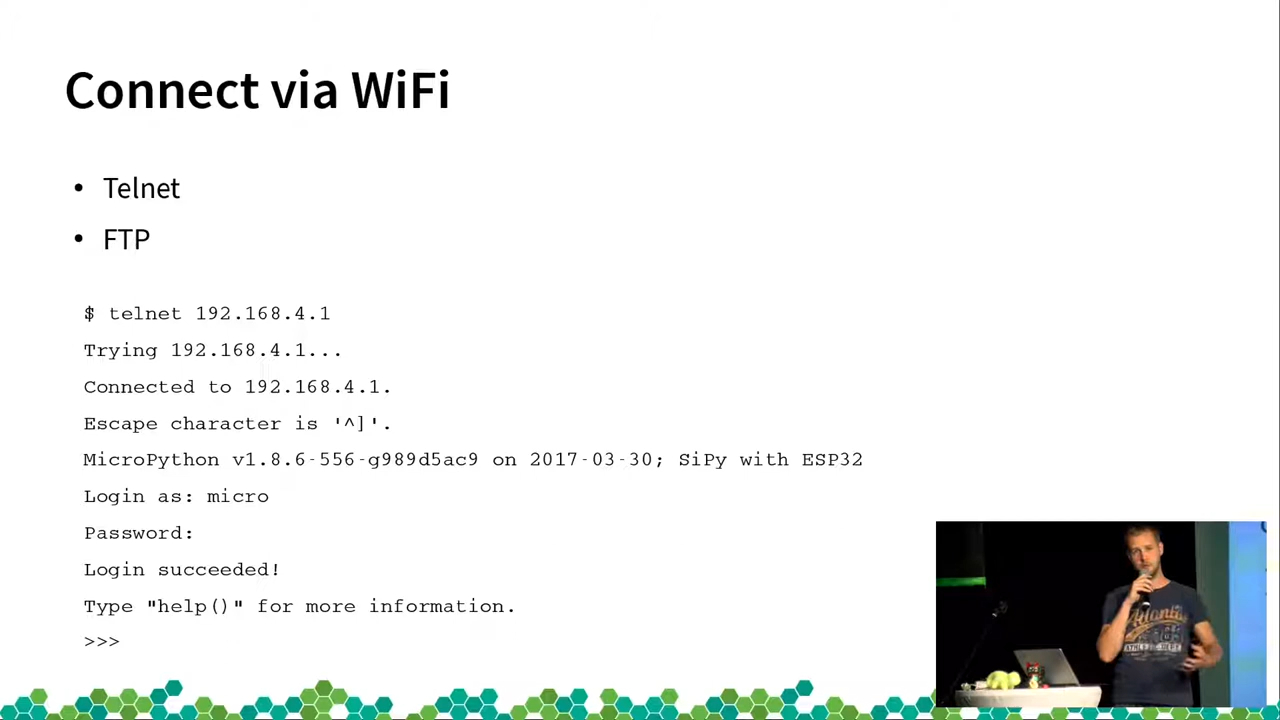 Connect via WiFi
• Telnet
• FTP
$ telnet 192.168.4.1
Trying 192.168.4.1...
Connected to 192.168.4.1.
Escape character is '^]'.
MicroPython v1.8.6-556-g989d5ac9 on 2017-03-30; SiPy with ESP32
Login as: micro
Password:
Login succeeded!
Type "help()" for more information.
>>>
Atlantic